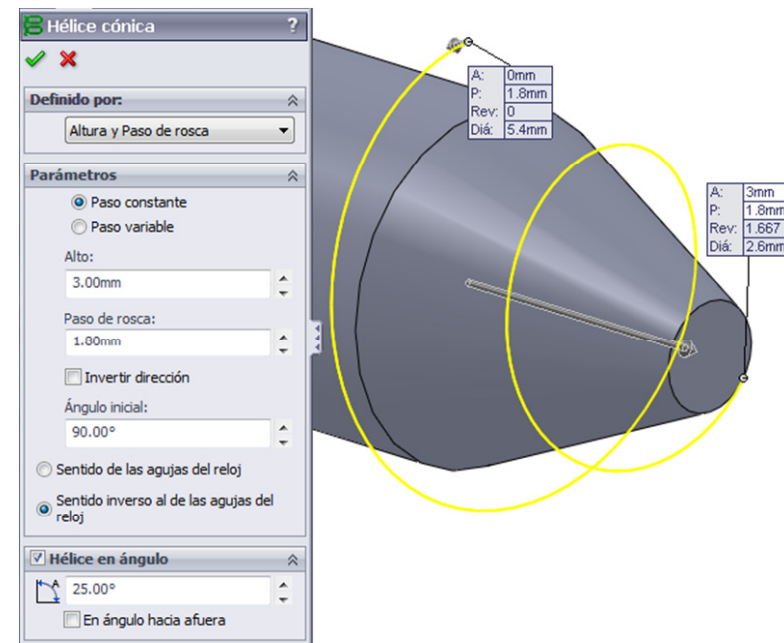 Hélice cónica ?
Definido por:
Altura y Paso de rosca
Parámetros
Paso constante
Paso variable
Alto:
3.00mm
Paso de rosca:
1.80mm
Invertir dirección
Ángulo inicial:
90.00°
Sentido de las agujas del reloj
Sentido inverso al de las agujas del
reloj
Hélice en ángulo
A
25.00°
En ángulo hacia afuera
A: 0mm
P: 1.8mm
Rev: 0
Diá: 5.4mm
A: 3mm
P: 1.8mm
Rev: 1.667
Diá: 2.6mm